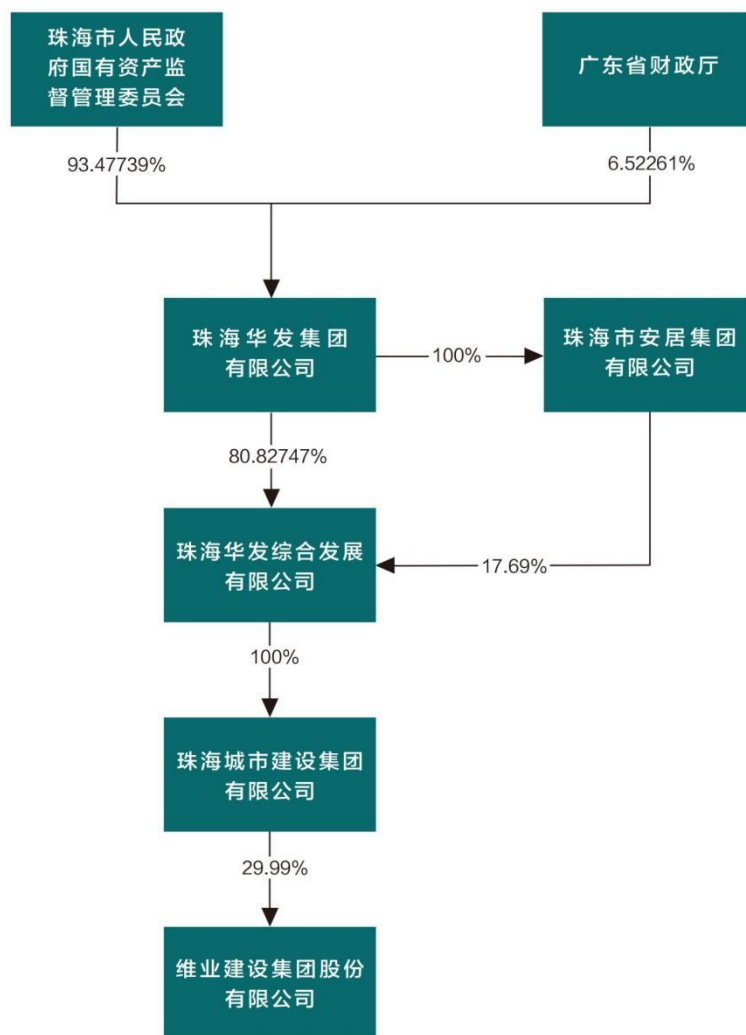 珠海市人民政
府国有资产监
督管理委员会
广东省财政厅
93.47739%
6.52261%
珠海华发集团
有限公司
100%
珠海市安居集团
有限公司
80.82747%
珠海华发综合发展
有限公司
17.69%
100%
珠海城市建设集团
有限公司
29.99%
维业建设集团股份
有限公司